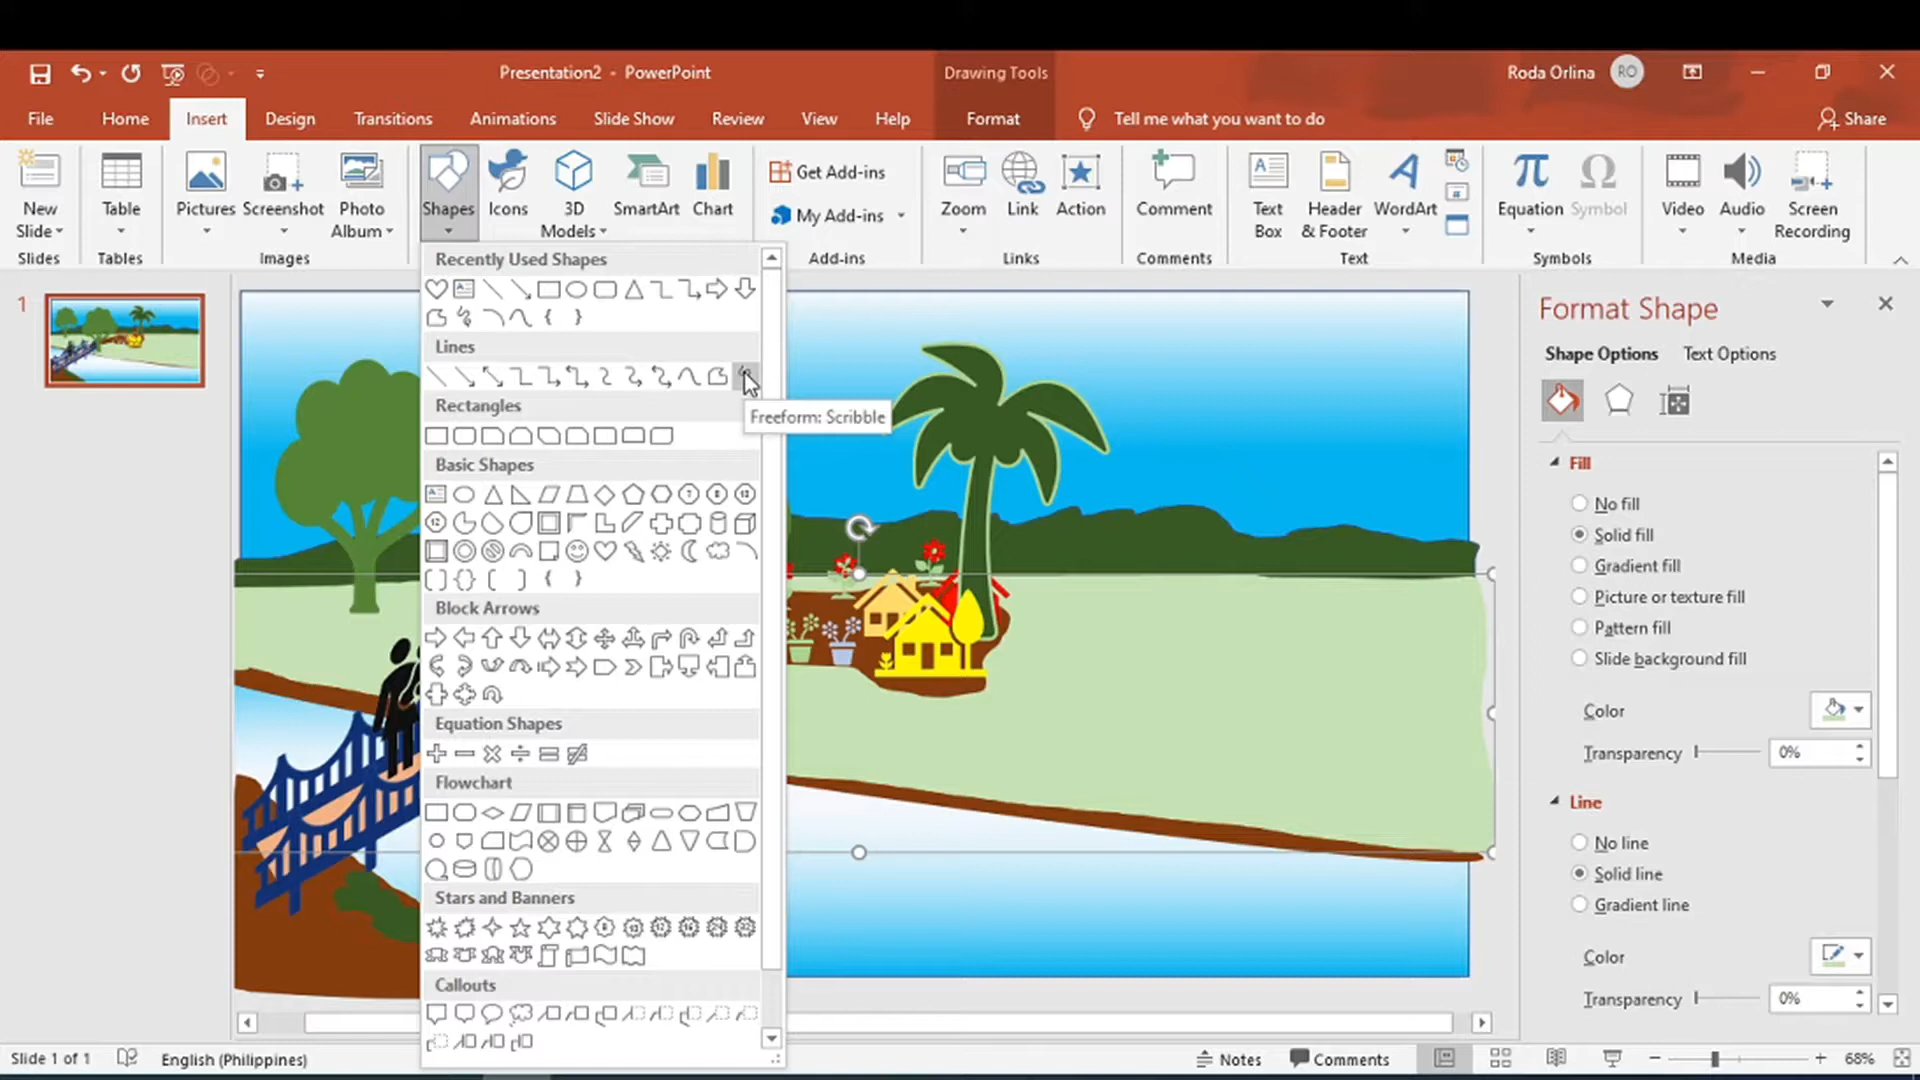 Presentation2 - PowerPoint
Drawing Tools
Roda Orlina
RO
File
Home
Insert
Design
Transitions
Animations
Slide Show
Review
View
Help
Format
Tell me what you want to do
Share
New Slide
Table
Pictures
Screenshot
Photo Album
Shapes
Icons
3D Models
SmartArt
Chart
Get Add-ins
My Add-ins
Zoom
Link
Action
Comment
Text Box
Header & Footer
WordArt
Equation
Symbol
Video
Audio
Screen Recording
Slides
Tables
Images
Add-ins
Links
Comments
Text
Symbols
Media
1
Recently Used Shapes
Lines
Freeform: Scribble
Rectangles
Basic Shapes
Block Arrows
Equation Shapes
Flowchart
Stars and Banners
Callouts
Format Shape
Shape Options
Text Options
Fill
No fill
Solid fill
Gradient fill
Picture or texture fill
Pattern fill
Slide background fill
Color
Transparency
0%
Line
No line
Solid line
Gradient line
Color
Transparency
0%
Slide 1 of 1
English (Philippines)
Notes
Comments
68%